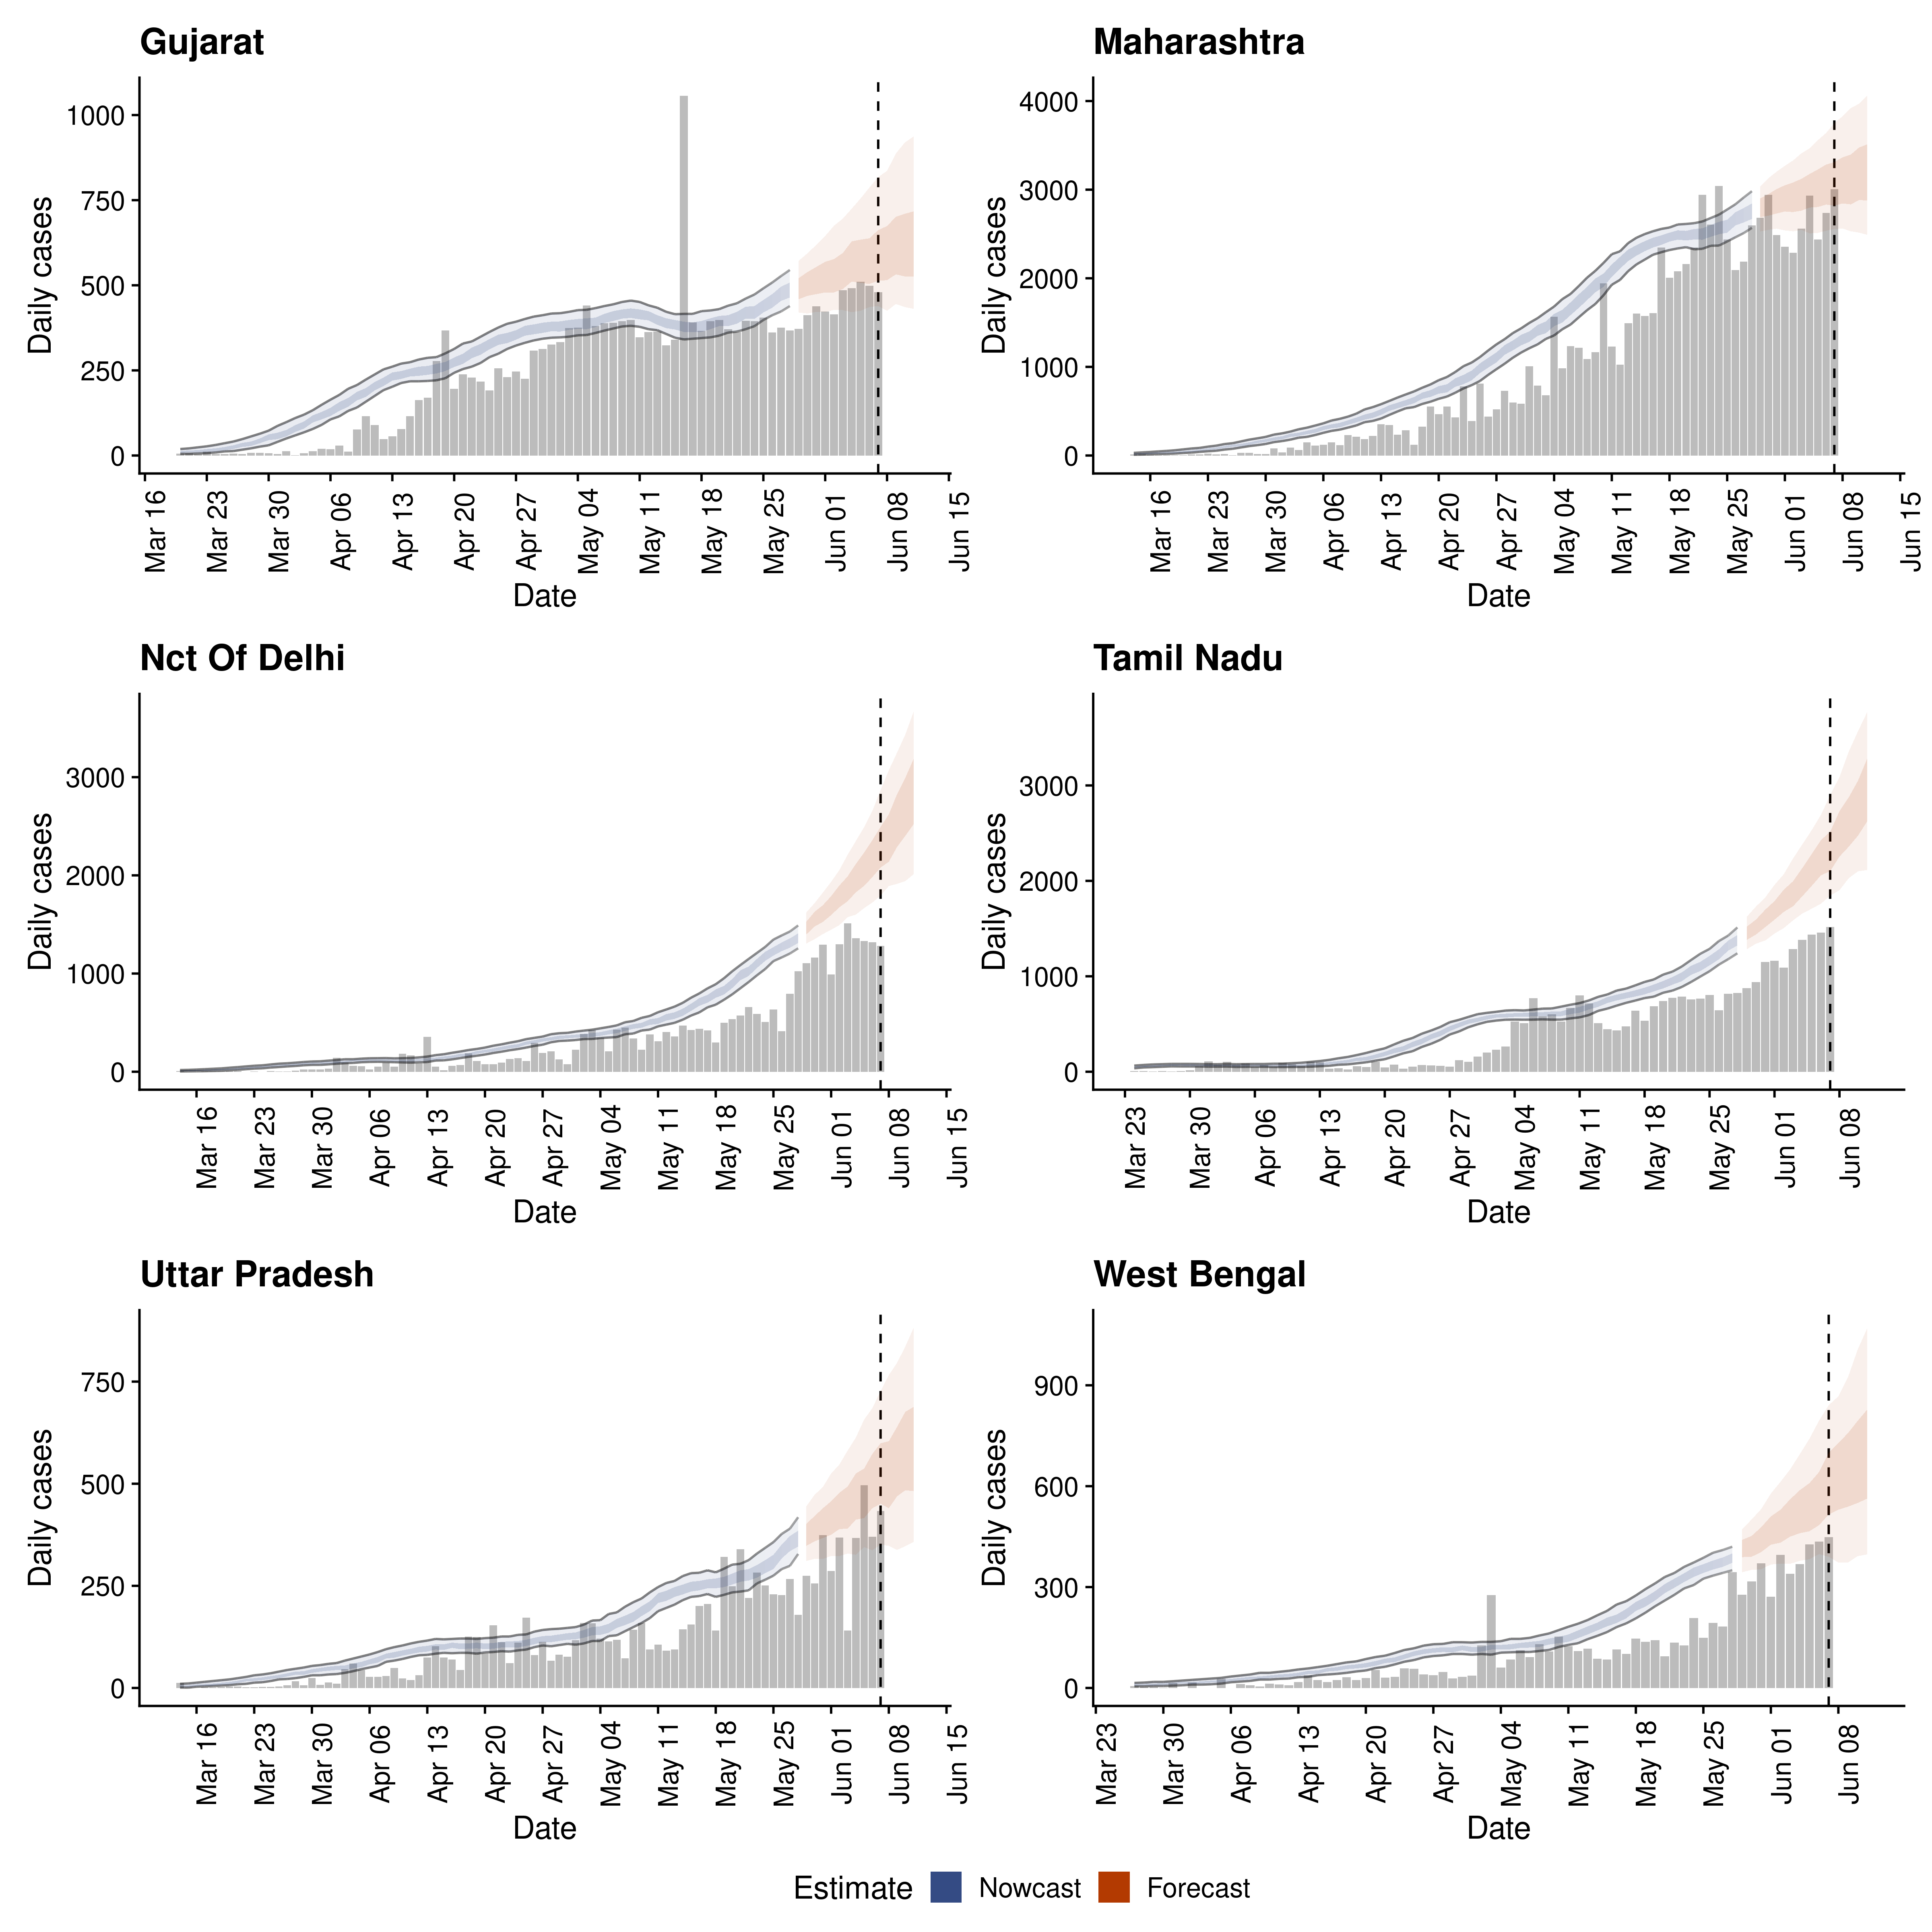 Gujarat
Daily cases
1000
750
500
250
0
Mar 16
Mar 23
Mar 30
Apr 06
Apr 13
Apr 20
Apr 27
May 04
May 11
May 18
May 25
Jun 01
Jun 08
Jun 15
Date
Maharashtra
Daily cases
4000
3000
2000
1000
0
Mar 16
Mar 23
Mar 30
Apr 06
Apr 13
Apr 20
Apr 27
May 04
May 11
May 18
May 25
Jun 01
Jun 08
Jun 15
Date
Nct Of Delhi
Daily cases
3000
2000
1000
0
Mar 16
Mar 23
Mar 30
Apr 06
Apr 13
Apr 20
Apr 27
May 04
May 11
May 18
May 25
Jun 01
Jun 08
Jun 15
Date
Tamil Nadu
Daily cases
3000
2000
1000
0
Mar 23
Mar 30
Apr 06
Apr 13
Apr 20
Apr 27
May 04
May 11
May 18
May 25
Jun 01
Jun 08
Date
Uttar Pradesh
Daily cases
750
500
250
0
Mar 16
Mar 23
Mar 30
Apr 06
Apr 13
Apr 20
Apr 27
May 04
May 11
May 18
May 25
Jun 01
Jun 08
Jun 15
Date
West Bengal
Daily cases
900
600
300
0
Mar 23
Mar 30
Apr 06
Apr 13
Apr 20
Apr 27
May 04
May 11
May 18
May 25
Jun 01
Jun 08
Date
Estimate Nowcast Forecast